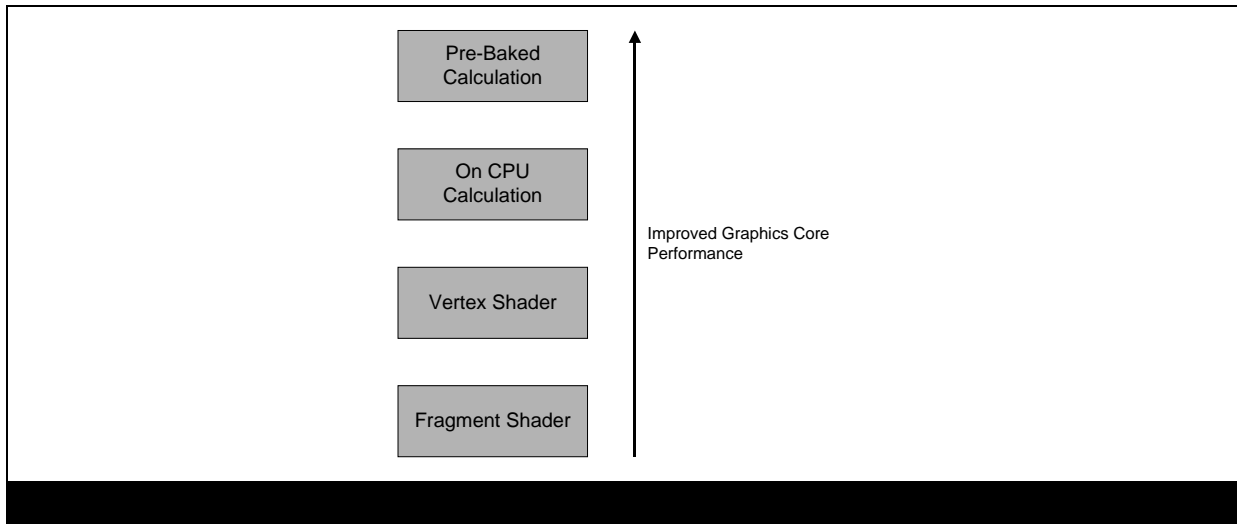 Pre-Baked
Calculation
On CPU
Calculation
Improved Graphics Core
Performance
Vertex Shader
Fragment Shader